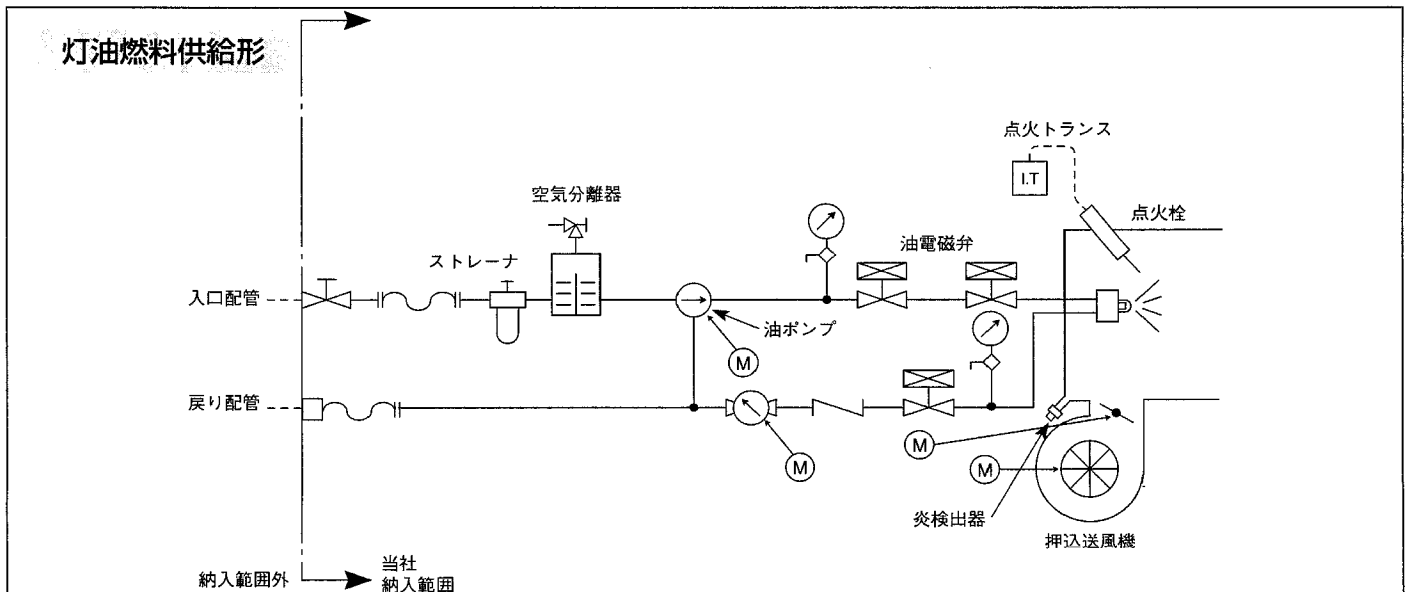 灯油燃料供給形
点火トランス
I.T
点火栓
空気分離器
油電磁弁
ストレーナ
入口配管
油ポンプ
M
戻り配管
M
M
M
炎検出器
押込送風機
納入範囲外
当社
納入範囲